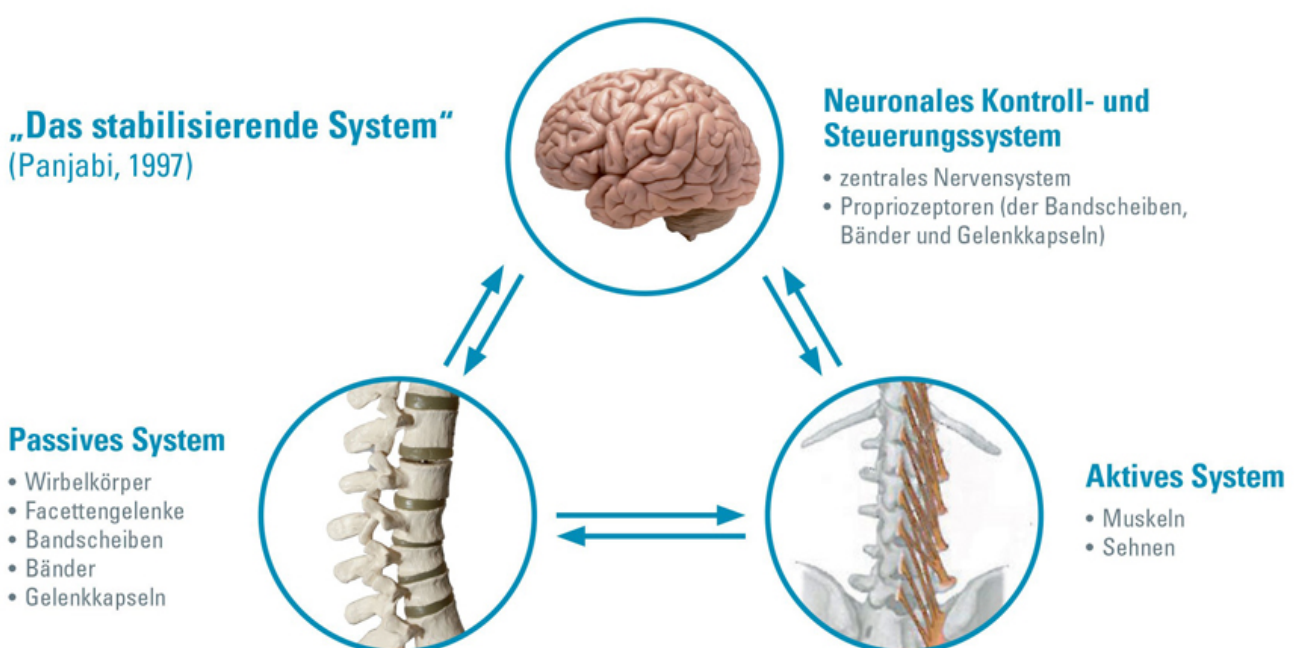 „Das stabilisierende System“
(Panjabi, 1997)
Neuronales Kontroll- und
Steuerungssystem
• zentrales Nervensystem
• Propriozeptoren (der Bandscheiben,
Bänder und Gelenkkapseln)
Passives System
• Wirbelkörper
• Facettengelenke
• Bandscheiben
• Bänder
• Gelenkkapseln
Aktives System
• Muskeln
• Sehnen